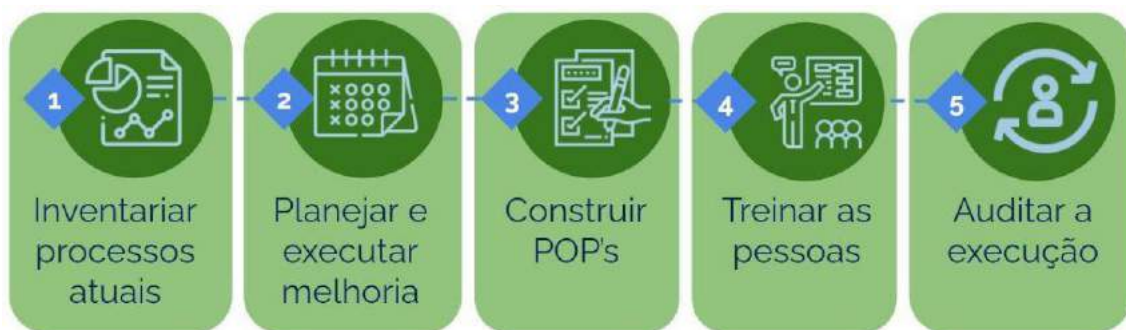 1
Inventariar
processos
atuais
2
Planejar e
executar
melhoria
3
Construir
POP's
4
Treinar as
pessoas
5
Auditar a
execução